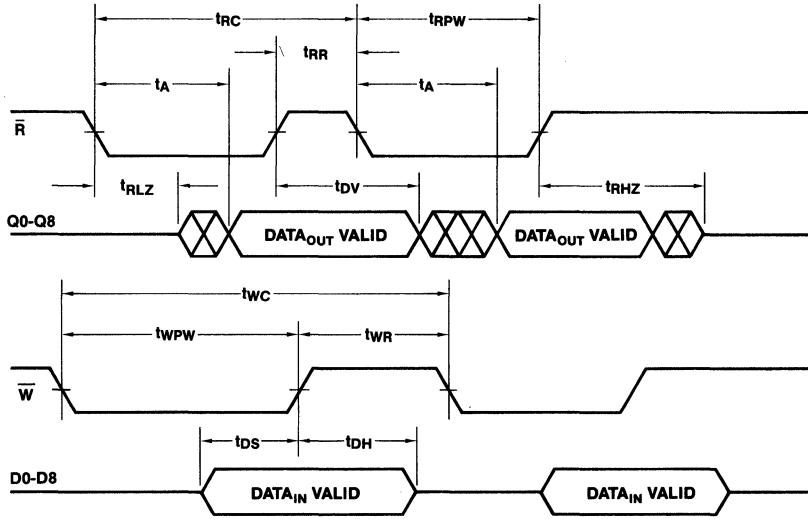 tRC tRPW
tRR
tA tA
R̅
tRLZ tDV tRHZ
Q0-Q8
DATAOUT VALID DATAOUT VALID
tWC
tWPW tWR
W̅
tDS tDH
D0-D8
DATAIN VALID DATAIN VALID